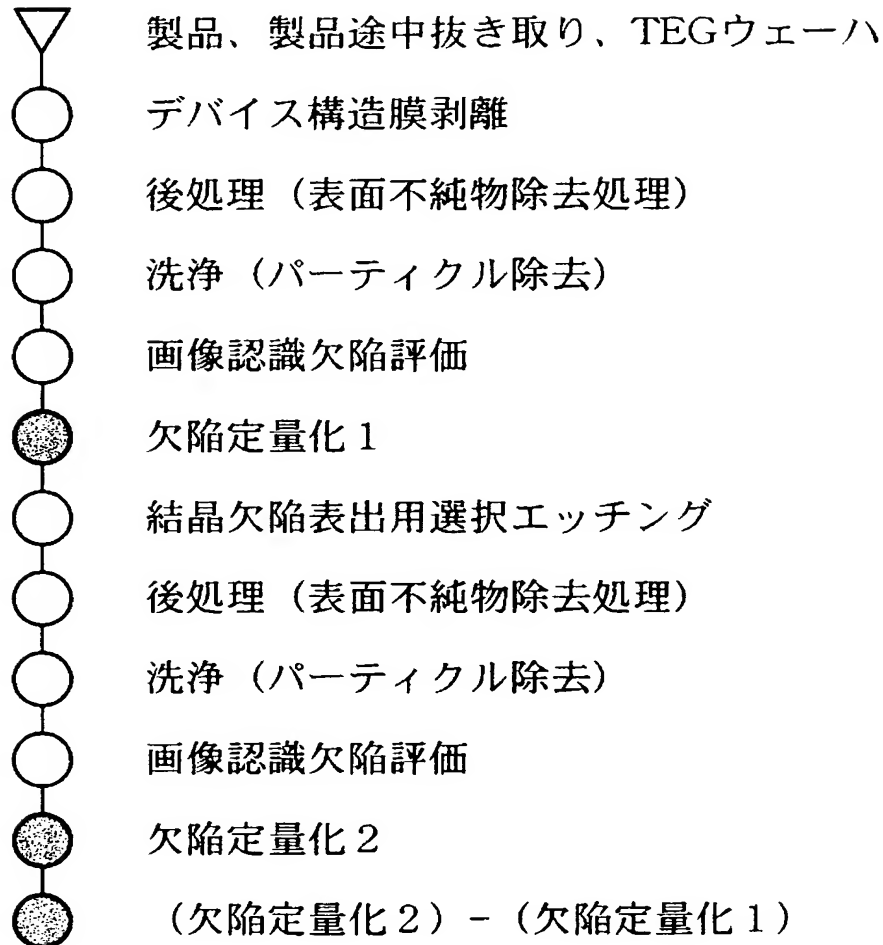 製品、製品途中抜き取り、TEGウェーハ
デバイス構造膜剥離
後処理（表面不純物除去処理）
洗浄（パーティクル除去）
画像認識欠陥評価
欠陥定量化1
結晶欠陥表出用選択エッチング
後処理（表面不純物除去処理）
洗浄（パーティクル除去）
画像認識欠陥評価
欠陥定量化2
（欠陥定量化2）-（欠陥定量化1）